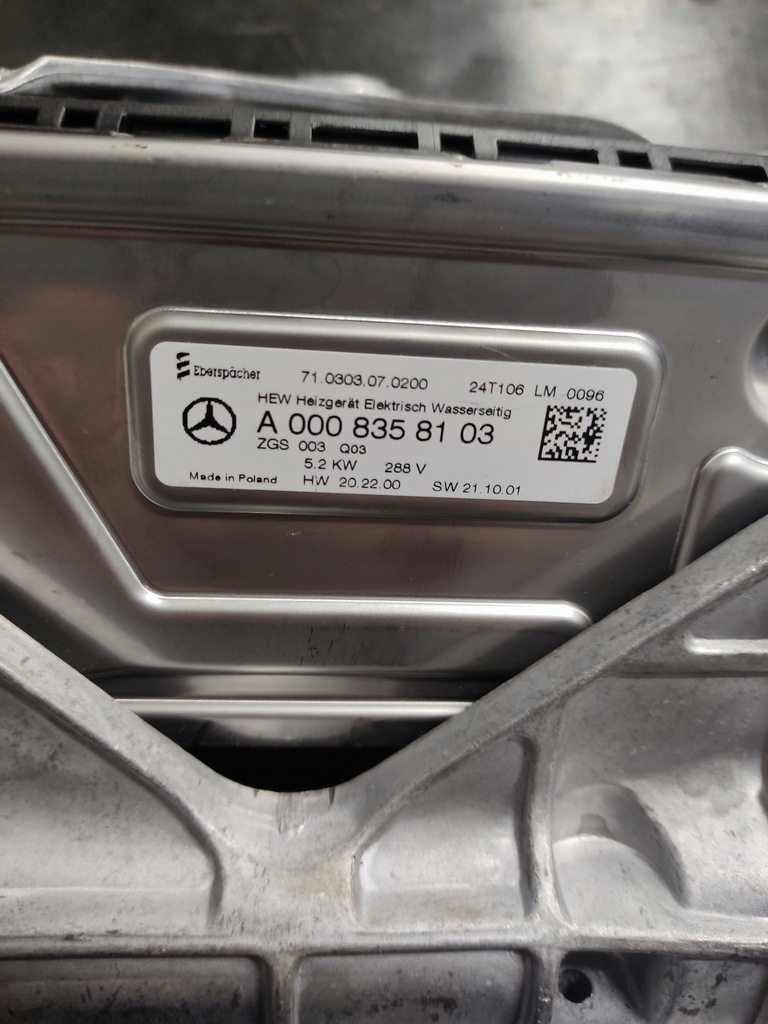 Eberspächer 71.0303.07.0200 24T106 LM 0096
HEW Heizgerät Elektrisch Wasserseitig
A 000 835 81 03
ZGS 003 Q03
5.2 KW 288 V
Made in Poland HW 20.22.00 SW 21.10.01